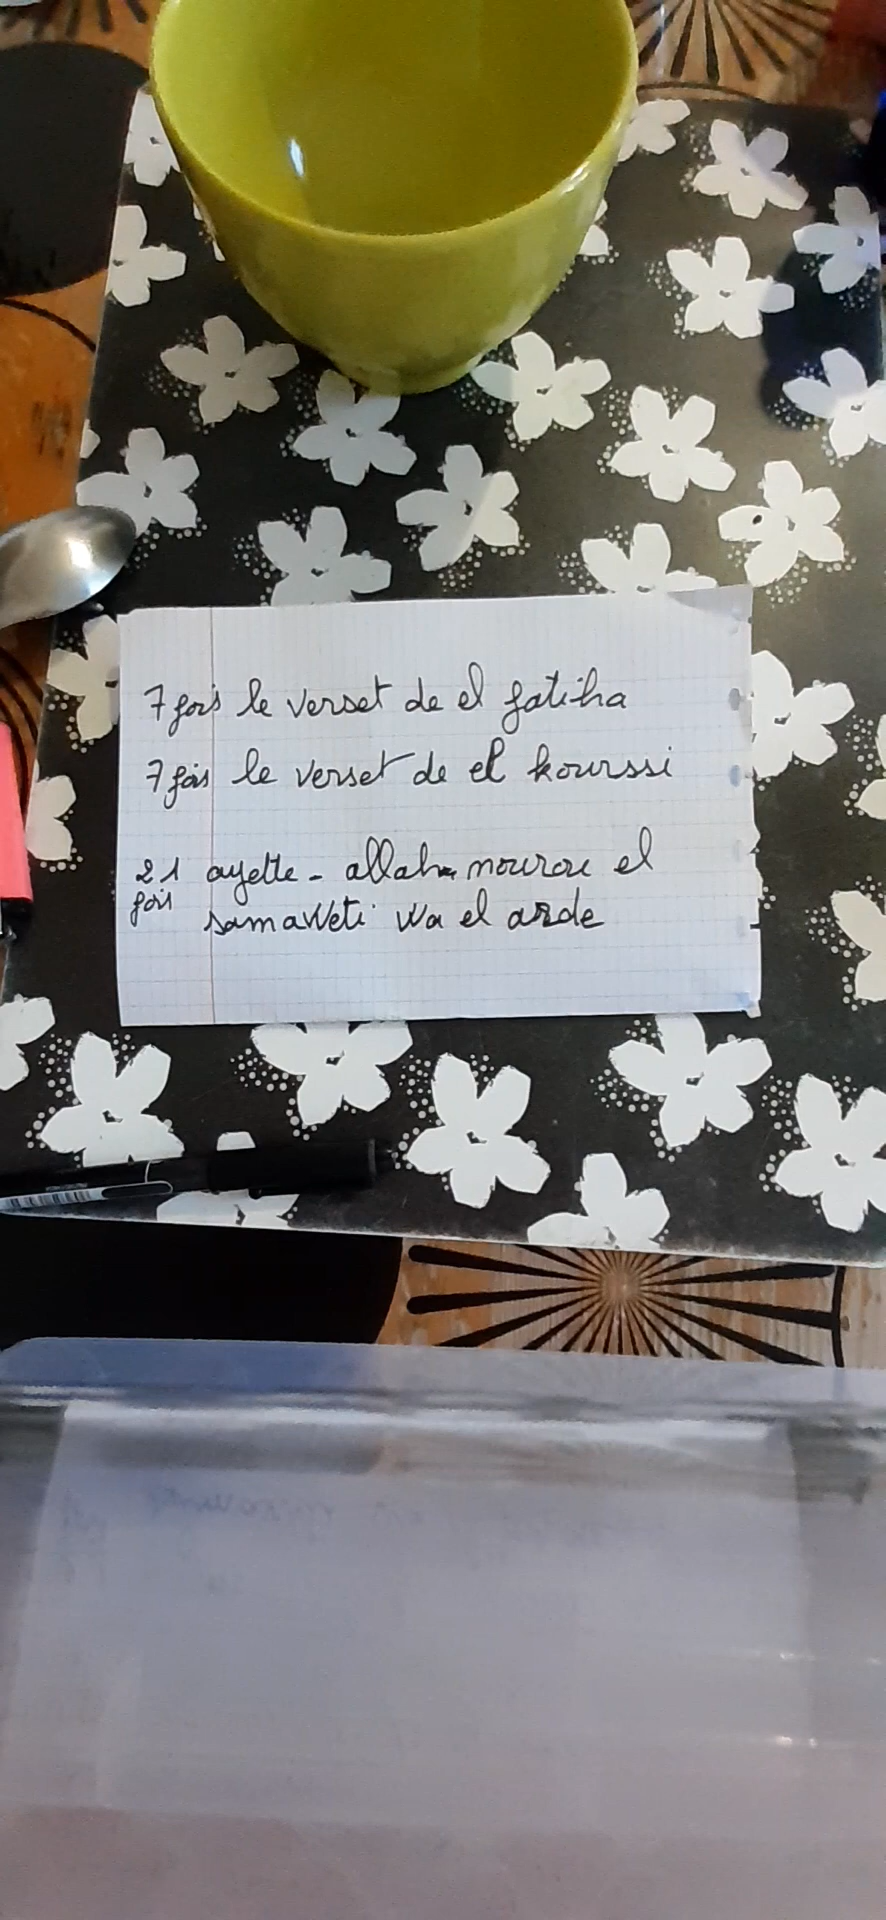 7 fois le verset de el fatiha
7 fois le verset de el kourssi
21 ayette - allah nourou el
fois samaweti wa el arde